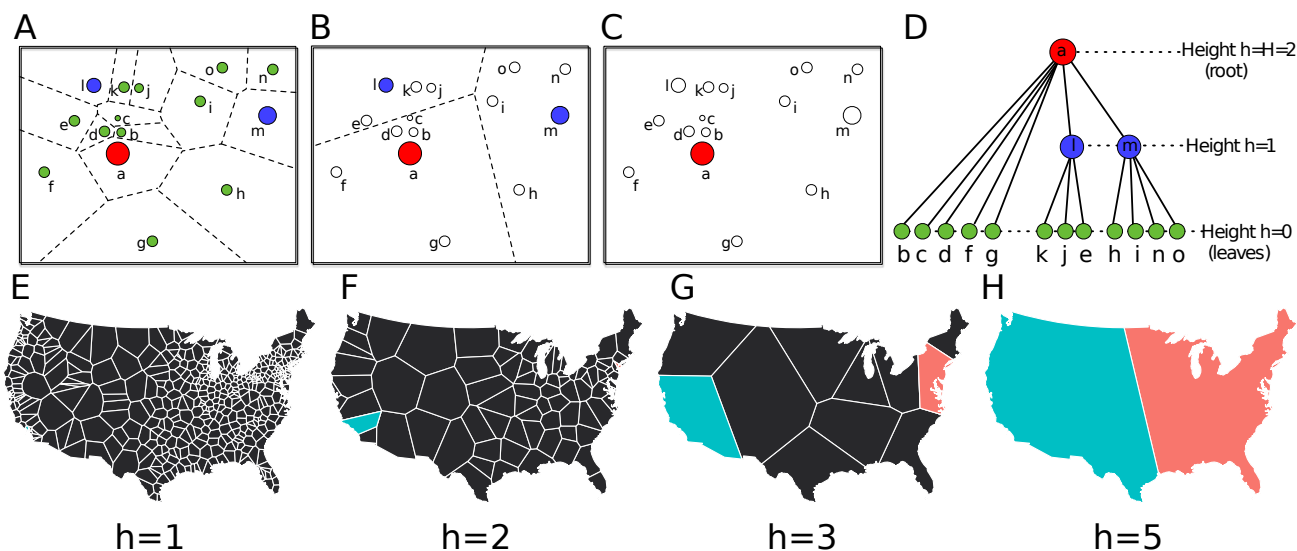 A
B
C
D
o
n
l
k
j
i
m
e
c
d
b
a
f
h
g
o
n
l
k
j
i
m
e
c
d
b
a
f
h
g
o
n
l
k
j
i
m
e
c
d
b
a
f
h
g
a
Height h=H=2
(root)
l
m
Height h=1
Height h=0
(leaves)
b c d f g k j e h i n o
E
F
G
H
h=1
h=2
h=3
h=5